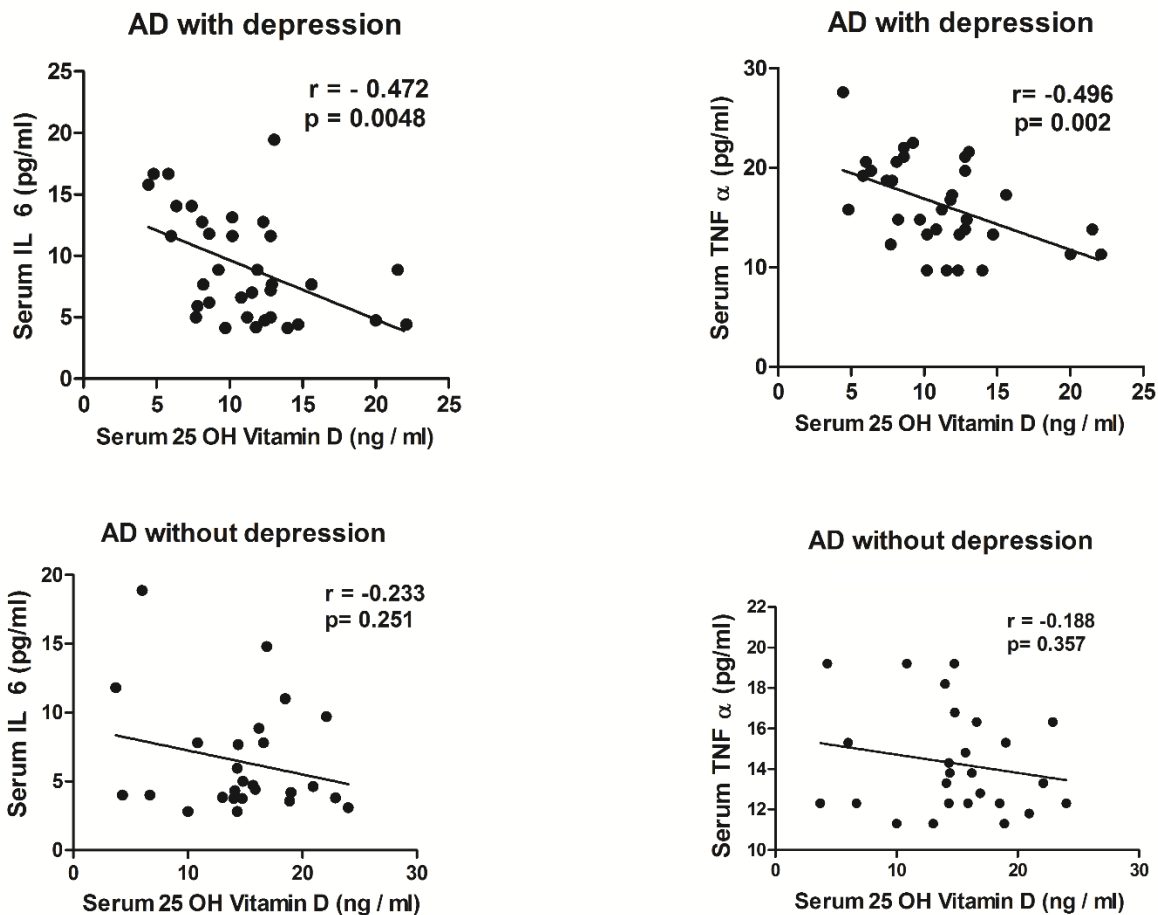 AD with depression
r = - 0.472
p = 0.0048
Serum IL 6 (pg/ml)
25
20
15
10
5
0
0 5 10 15 20 25
Serum 25 OH Vitamin D (ng / ml)
AD with depression
r= -0.496
p= 0.002
Serum TNF α (pg/ml)
30
20
10
0
0 5 10 15 20 25
Serum 25 OH Vitamin D (ng / ml)
AD without depression
r = -0.233
p= 0.251
Serum IL 6 (pg/ml)
20
15
10
5
0
0 10 20 30
Serum 25 OH Vitamin D (ng / ml)
AD without depression
r = -0.188
p= 0.357
Serum TNF α (pg/ml)
22
20
18
16
14
12
10
10 20 30
Serum 25 OH Vitamin D (ng / ml)